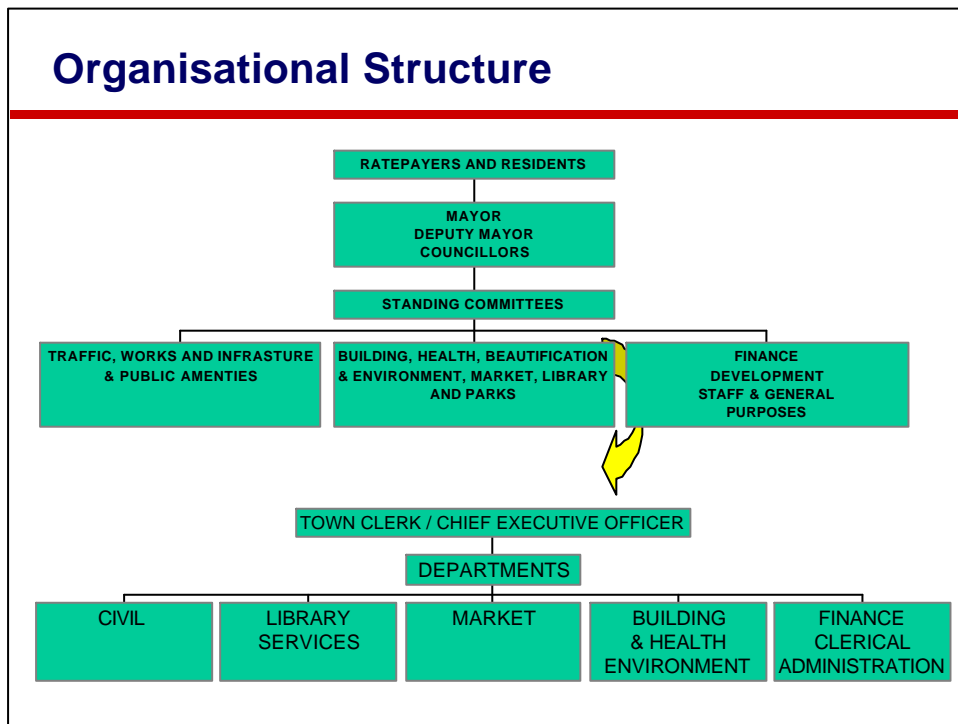 Organisational Structure
RATEPAYERS AND RESIDENTS
MAYOR
DEPUTY MAYOR
COUNCILLORS
STANDING COMMITTEES
TRAFFIC, WORKS AND INFRASTURE
& PUBLIC AMENTIES
BUILDING, HEALTH, BEAUTIFICATION
& ENVIRONMENT, MARKET, LIBRARY
AND PARKS
FINANCE
DEVELOPMENT
STAFF & GENERAL
PURPOSES
TOWN CLERK / CHIEF EXECUTIVE OFFICER
DEPARTMENTS
CIVIL
LIBRARY
SERVICES
MARKET
BUILDING
& HEALTH
ENVIRONMENT
FINANCE
CLERICAL
ADMINISTRATION